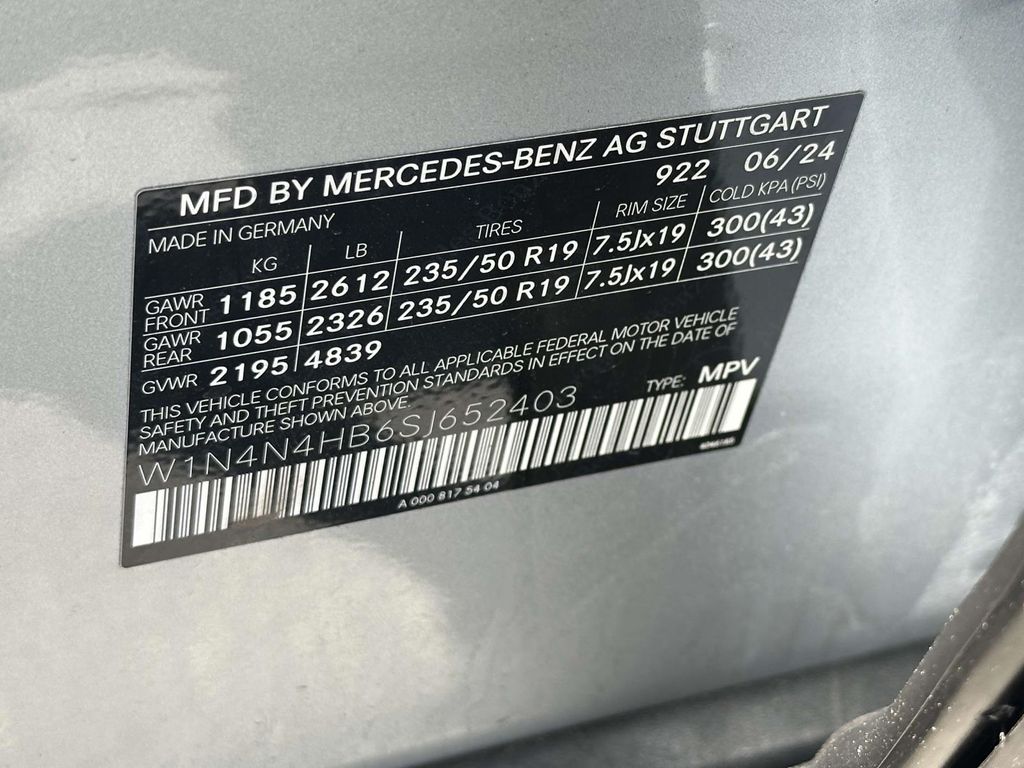 MFD BY MERCEDES-BENZ AG STUTTGART
MADE IN GERMANY 922 06/24
KG LB TIRES RIM SIZE COLD KPA (PSI)
GAWR FRONT 1185 2612 235/50 R19 7.5Jx19 300(43)
GAWR REAR 1055 2326 235/50 R19 7.5Jx19 300(43)
GVWR 2195 4839
THIS VEHICLE CONFORMS TO ALL APPLICABLE FEDERAL MOTOR VEHICLE
SAFETY AND THEFT PREVENTION STANDARDS IN EFFECT ON THE DATE OF
MANUFACTURE SHOWN ABOVE.
W1N4N4HB6SJ652403 TYPE: MPV
A 000 817 54 04